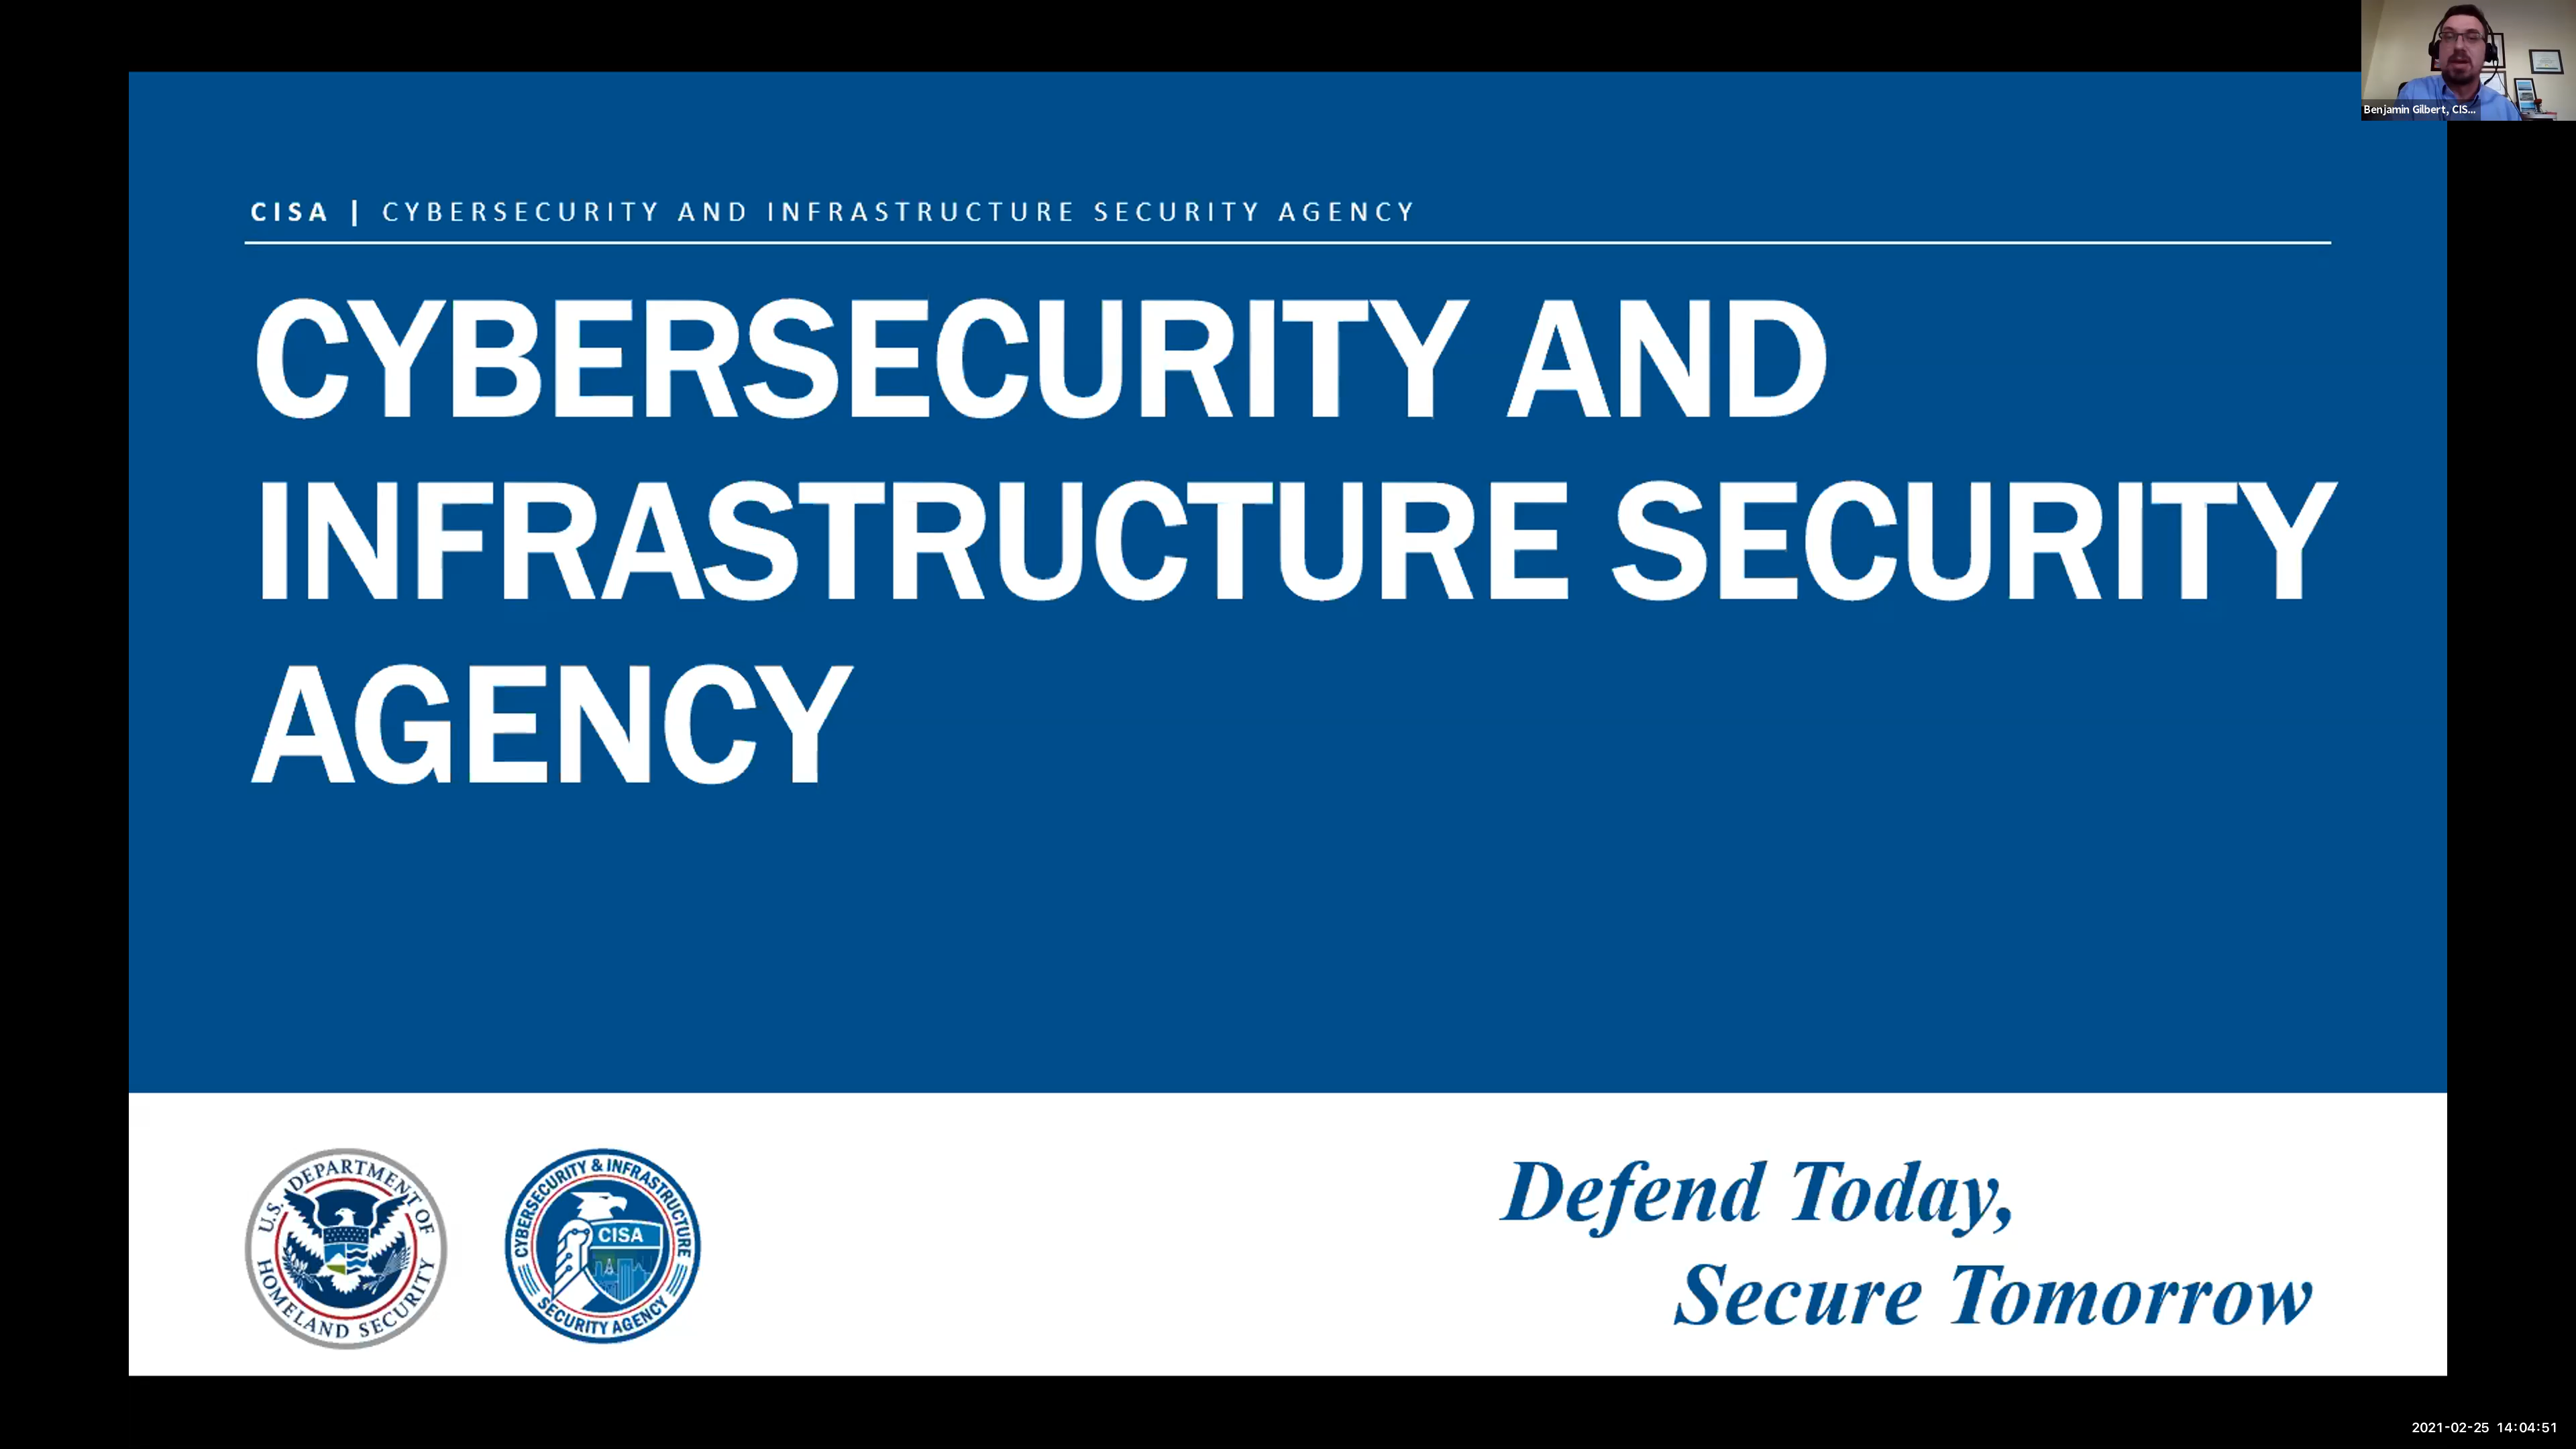 Benjamin Gilbert, CIS...
CISA | CYBERSECURITY AND INFRASTRUCTURE SECURITY AGENCY
CYBERSECURITY AND
INFRASTRUCTURE SECURITY
AGENCY
U.S. DEPARTMENT OF
HOMELAND SECURITY
CYBERSECURITY & INFRASTRUCTURE
CISA
SECURITY AGENCY
Defend Today,
Secure Tomorrow
2021-02-25 14:04:51